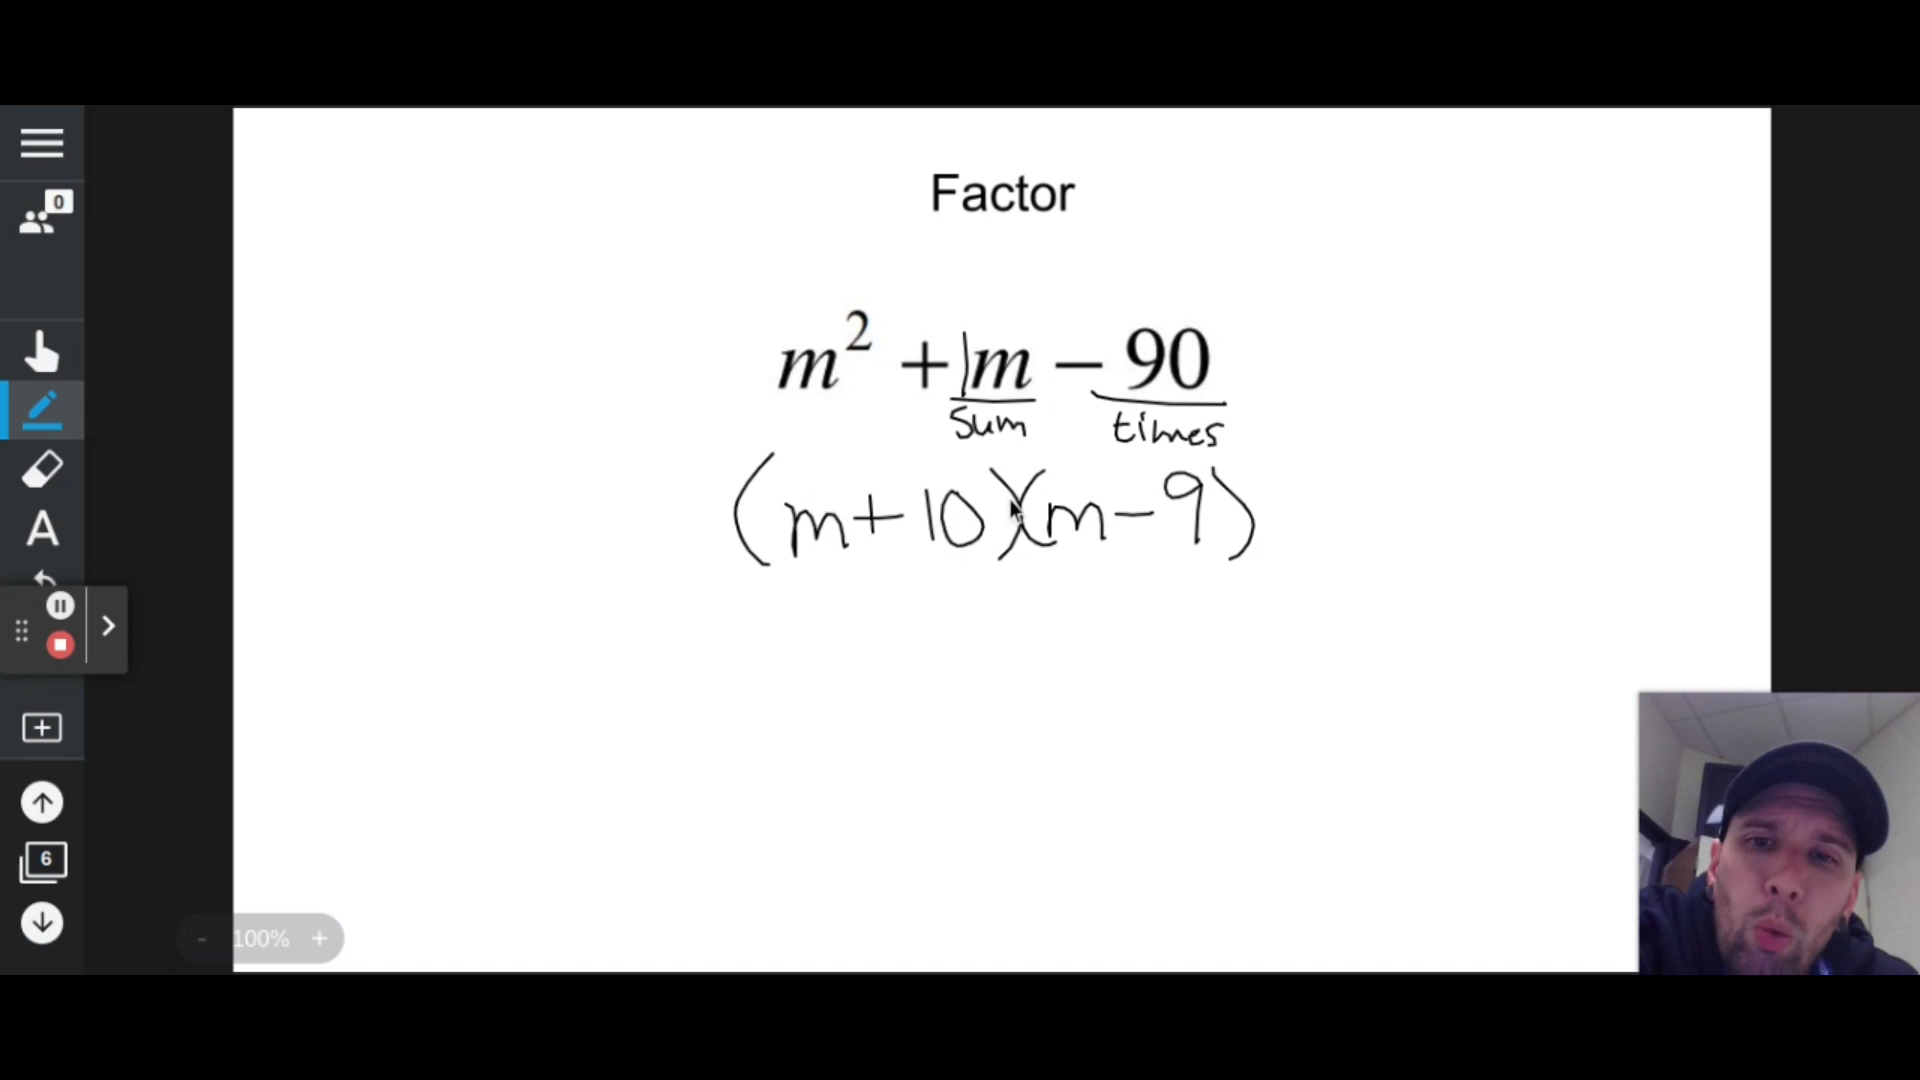 0
Factor
m² + 1m − 90
Sum times
(m+10)(m-9)
A
6
- 100% +